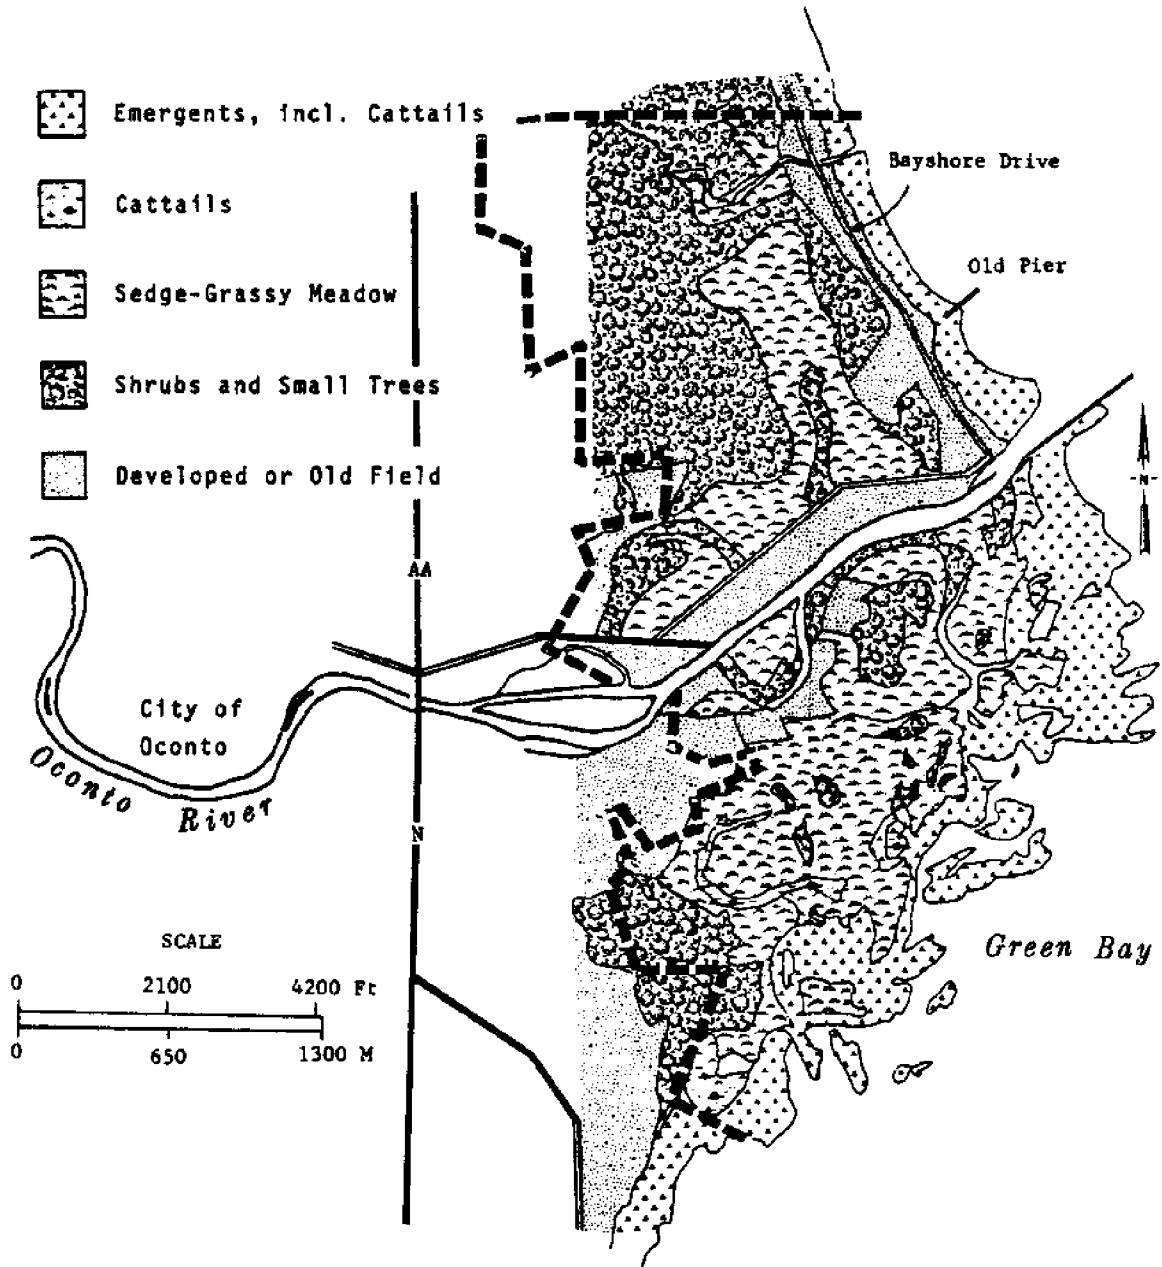 Emergents, incl. Cattails
Cattails
Sedge-Grassy Meadow
Shrubs and Small Trees
Developed or Old Field
Bayshore Drive
Old Pier
-N-
AA
City of
Oconto
Oconto River
N
SCALE
0 2100 4200 Ft
0 650 1300 M
Green Bay